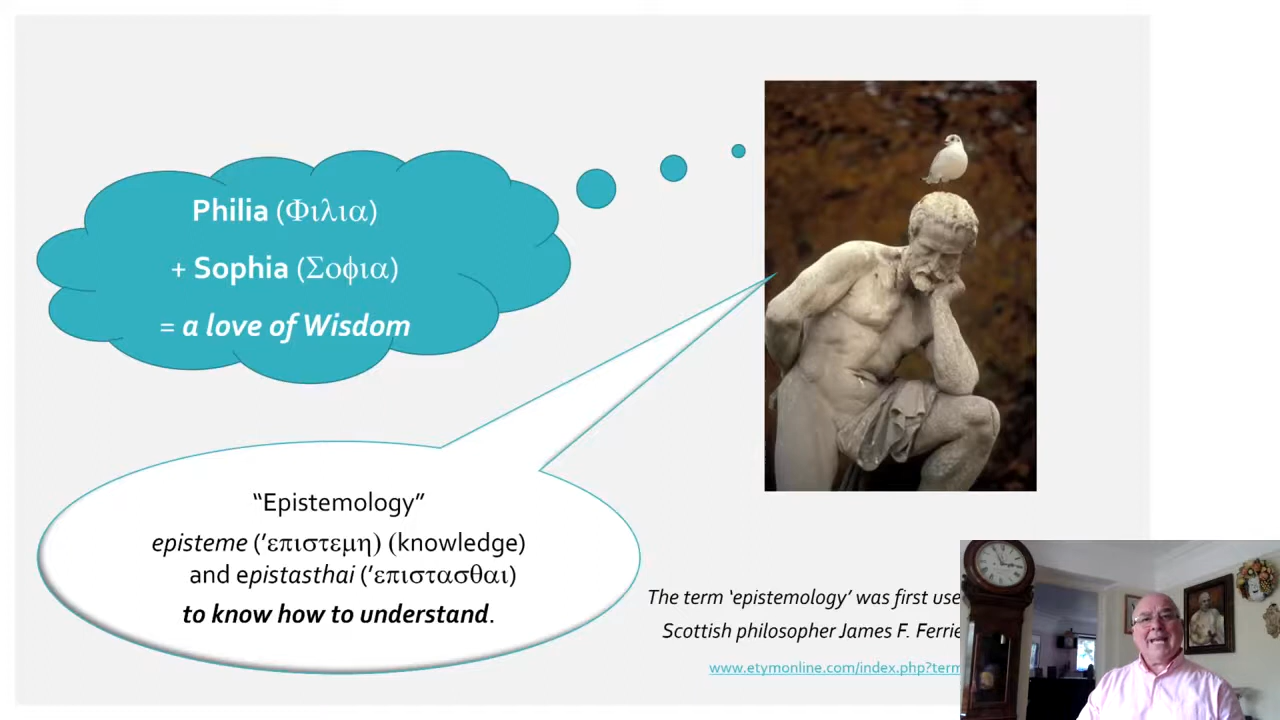 Philia (Φιλια)
+ Sophia (Σοφια)
= a love of Wisdom
“Epistemology”
episteme (‘επιστεμη) (knowledge)
and epistasthai (‘επιστασθαι)
to know how to understand.
The term ‘epistemology’ was first use
Scottish philosopher James F. Ferrie
www.etymonline.com/index.php?term